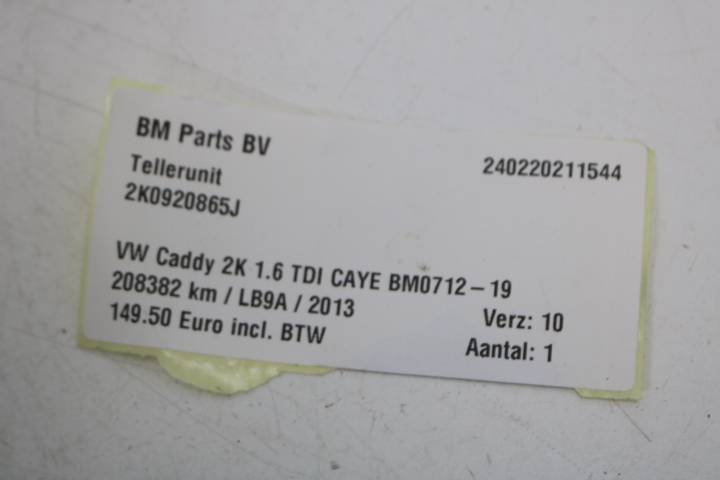 BM Parts BV
240220211544
Tellerunit
2K0920865J
VW Caddy 2K 1.6 TDI CAYE BM0712-19
208382 km / LB9A / 2013
Verz: 10
149.50 Euro incl. BTW
Aantal: 1